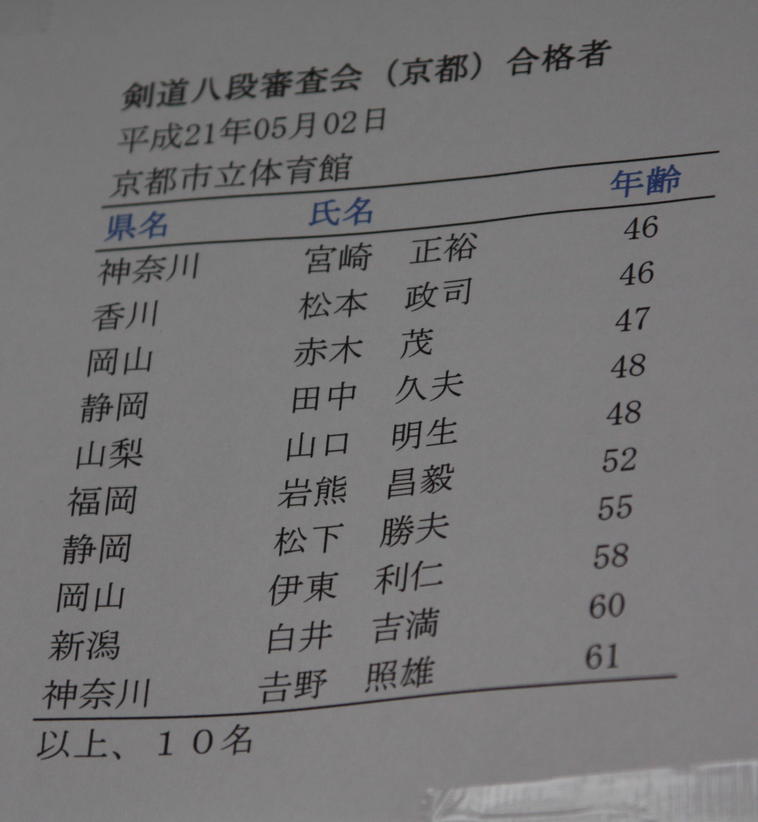 剣道八段審査会（京都）合格者
平成21年05月02日
京都市立体育館
県名 氏名 年齢
神奈川 宮崎 正裕 46
香川 松本 政司 46
岡山 赤木 茂 47
静岡 田中 久夫 48
山梨 山口 明生 48
福岡 岩熊 昌毅 52
静岡 松下 勝夫 55
岡山 伊東 利仁 58
新潟 白井 吉満 60
神奈川 𠮷野 照雄 61
以上、１０名